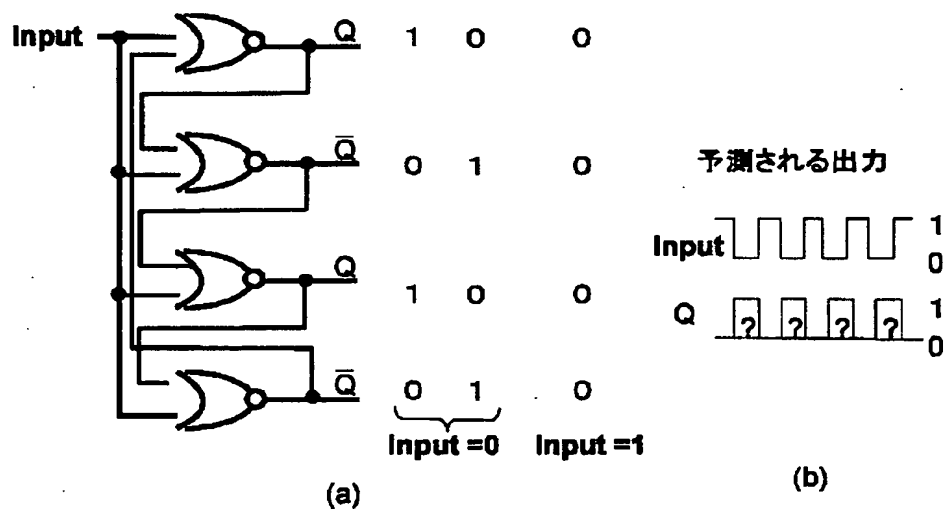 Input Q 1 0 0
Q̄ 0 1 0
Q 1 0 0
Q̄ 0 1 0
Input =0 Input =1
(a)
予測される出力
Input 1
0
Q ? ? ? ? 1
0
(b)